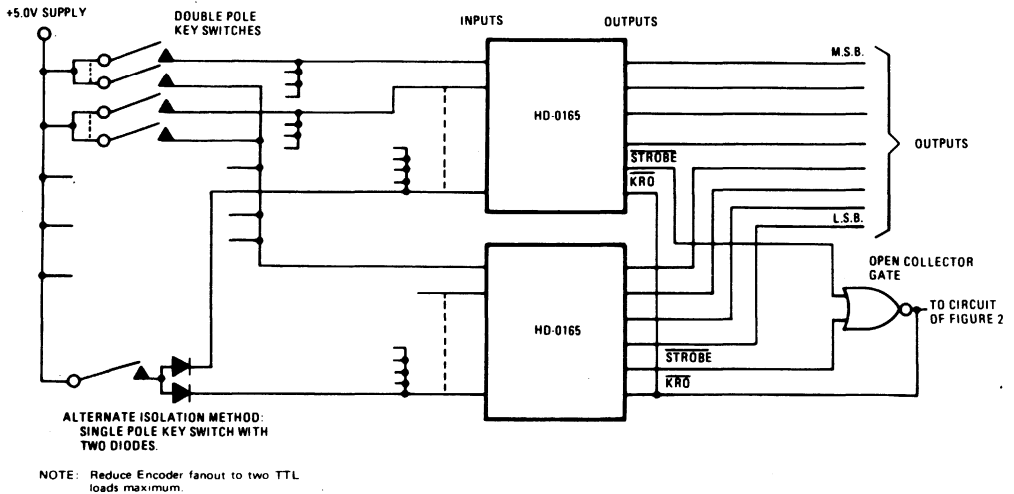 +5.0V SUPPLY
DOUBLE POLE
KEY SWITCHES
INPUTS
OUTPUTS
M.S.B.
HD-0165
OUTPUTS
STROBE
KRO
L.S.B.
OPEN COLLECTOR
GATE
TO CIRCUIT
OF FIGURE 2
HD-0165
STROBE
KRO
ALTERNATE ISOLATION METHOD:
SINGLE POLE KEY SWITCH WITH
TWO DIODES.
NOTE: Reduce Encoder fanout to two TTL
loads maximum.